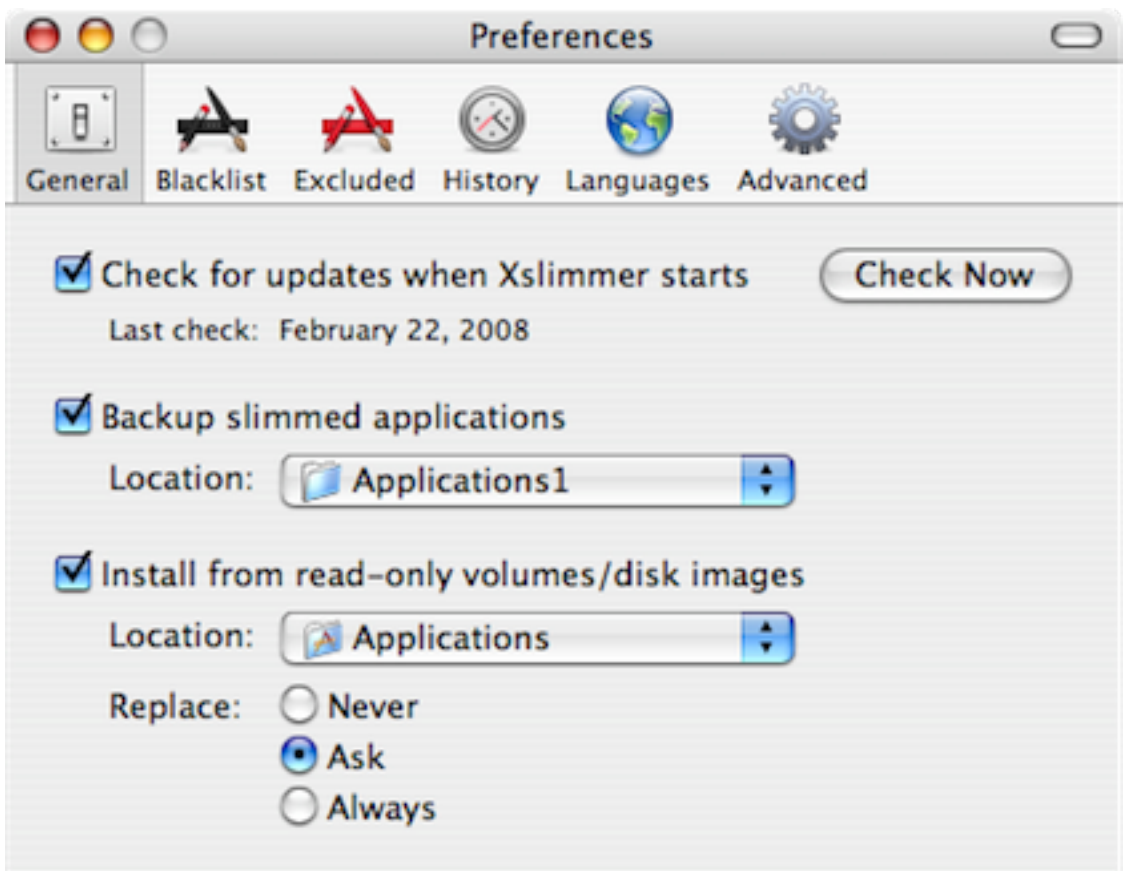 Preferences
General Blacklist Excluded History Languages Advanced
Check for updates when Xslimmer starts Check Now
Last check: February 22, 2008
Backup slimmed applications
Location: Applications1
Install from read-only volumes/disk images
Location: Applications
Replace: Never
Ask
Always